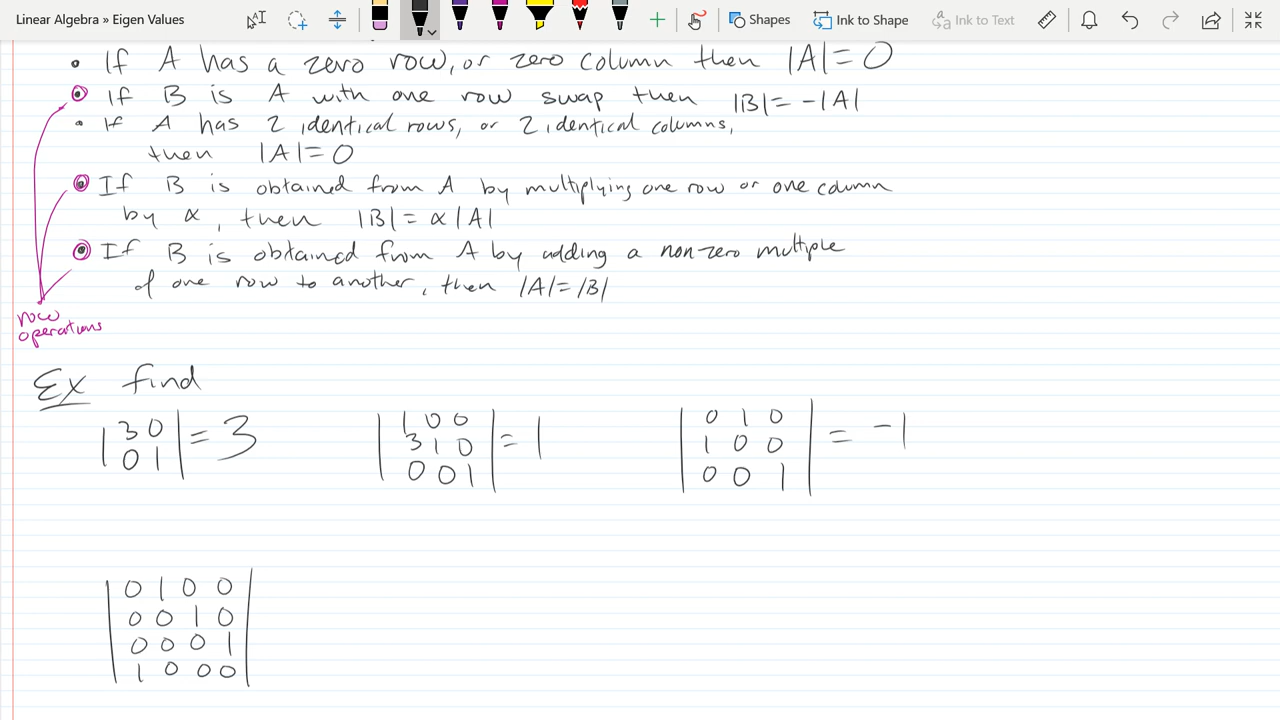 Linear Algebra » Eigen Values
Shapes
Ink to Shape
Ink to Text
• If A has a zero row, or zero column then |A| = 0
• If B is A with one row swap then |B| = -|A|
• If A has 2 identical rows, or 2 identical columns,
then |A| = 0
• If B is obtained from A by multiplying one row or one column
by α, then |B| = α|A|
• If B is obtained from A by adding a non-zero multiple
of one row to another, then |A| = |B|
row
operations
Ex find
|3 0
0 1| = 3
|1 0 0
3 1 0
0 0 1| = 1
|0 1 0
1 0 0
0 0 1| = -1
|0 1 0 0
0 0 1 0
0 0 0 1
1 0 0 0|